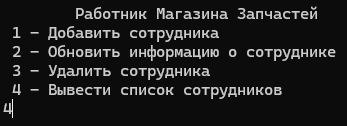 Работник Магазина Запчастей
1 – Добавить сотрудника
2 – Обновить информацию о сотруднике
3 – Удалить сотрудника
4 – Вывести список сотрудников
4